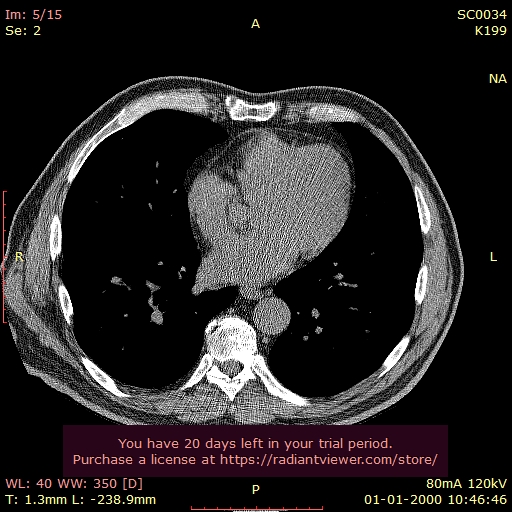 Im: 5/15
Se: 2
A
SC0034
K199
NA
R
L
You have 20 days left in your trial period.
Purchase a license at https://radiantviewer.com/store/
WL: 40 WW: 350 [D]
T: 1.3mm L: -238.9mm
P
80mA 120kV
01-01-2000 10:46:46